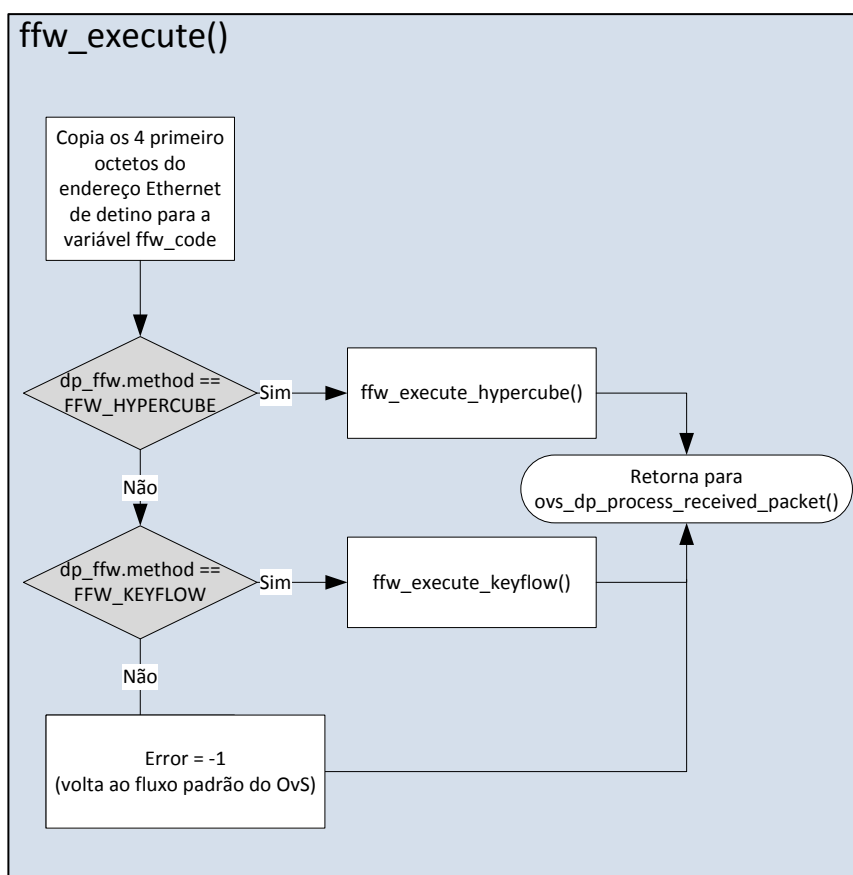 ffw_execute()
Copia os 4 primeiro
octetos do
endereço Ethernet
de detino para a
variável ffw_code
dp_ffw.method ==
FFW_HYPERCUBE
Sim
ffw_execute_hypercube()
Não
Retorna para
ovs_dp_process_received_packet()
dp_ffw.method ==
FFW_KEYFLOW
Sim
ffw_execute_keyflow()
Não
Error = -1
(volta ao fluxo padrão do OvS)